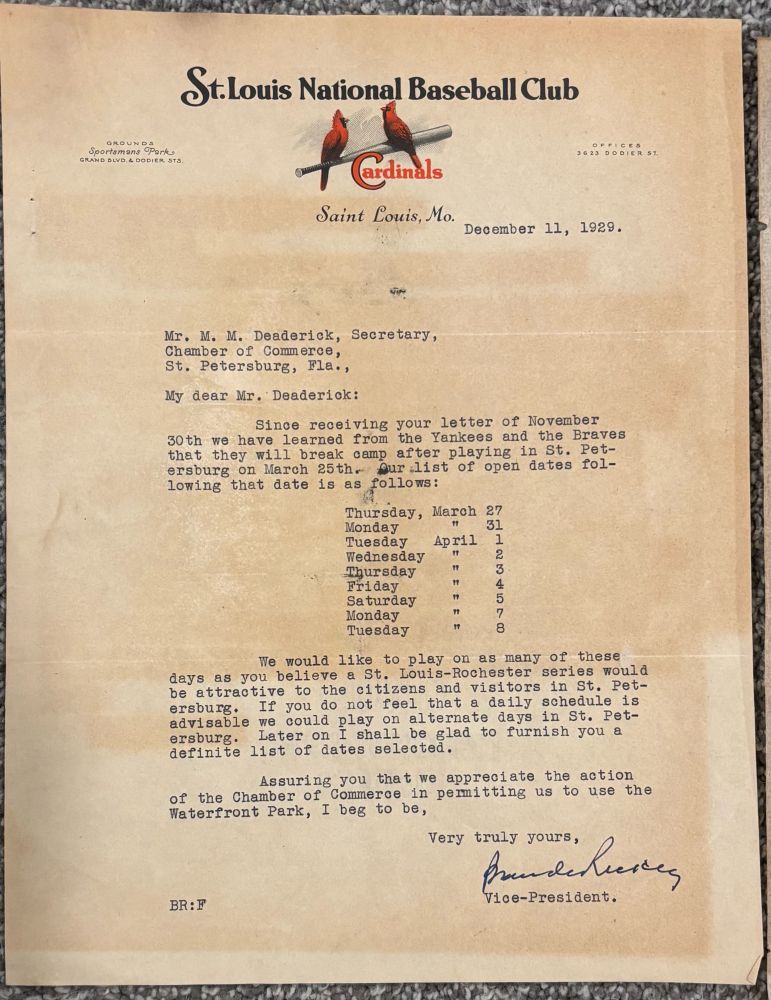 St. Louis National Baseball Club
GROUNDS
Sportsmans Park
GRAND BLVD. & DODIER STS.
OFFICES
3623 DODIER ST.
Cardinals
Saint Louis, Mo.
December 11, 1929.
Mr. M. M. Deaderick, Secretary,
Chamber of Commerce,
St. Petersburg, Fla.,
My dear Mr. Deaderick:
Since receiving your letter of November
30th we have learned from the Yankees and the Braves
that they will break camp after playing in St. Pet-
ersburg on March 25th. Our list of open dates fol-
lowing that date is as follows:
Thursday, March 27
Monday " 31
Tuesday April 1
Wednesday " 2
Thursday " 3
Friday " 4
Saturday " 5
Monday " 7
Tuesday " 8
We would like to play on as many of these
days as you believe a St. Louis-Rochester series would
be attractive to the citizens and visitors in St. Pet-
ersburg. If you do not feel that a daily schedule is
advisable we could play on alternate days in St. Pet-
ersburg. Later on I shall be glad to furnish you a
definite list of dates selected.
Assuring you that we appreciate the action
of the Chamber of Commerce in permitting us to use the
Waterfront Park, I beg to be,
Very truly yours,
Branch Rickey
Vice-President.
BR:F